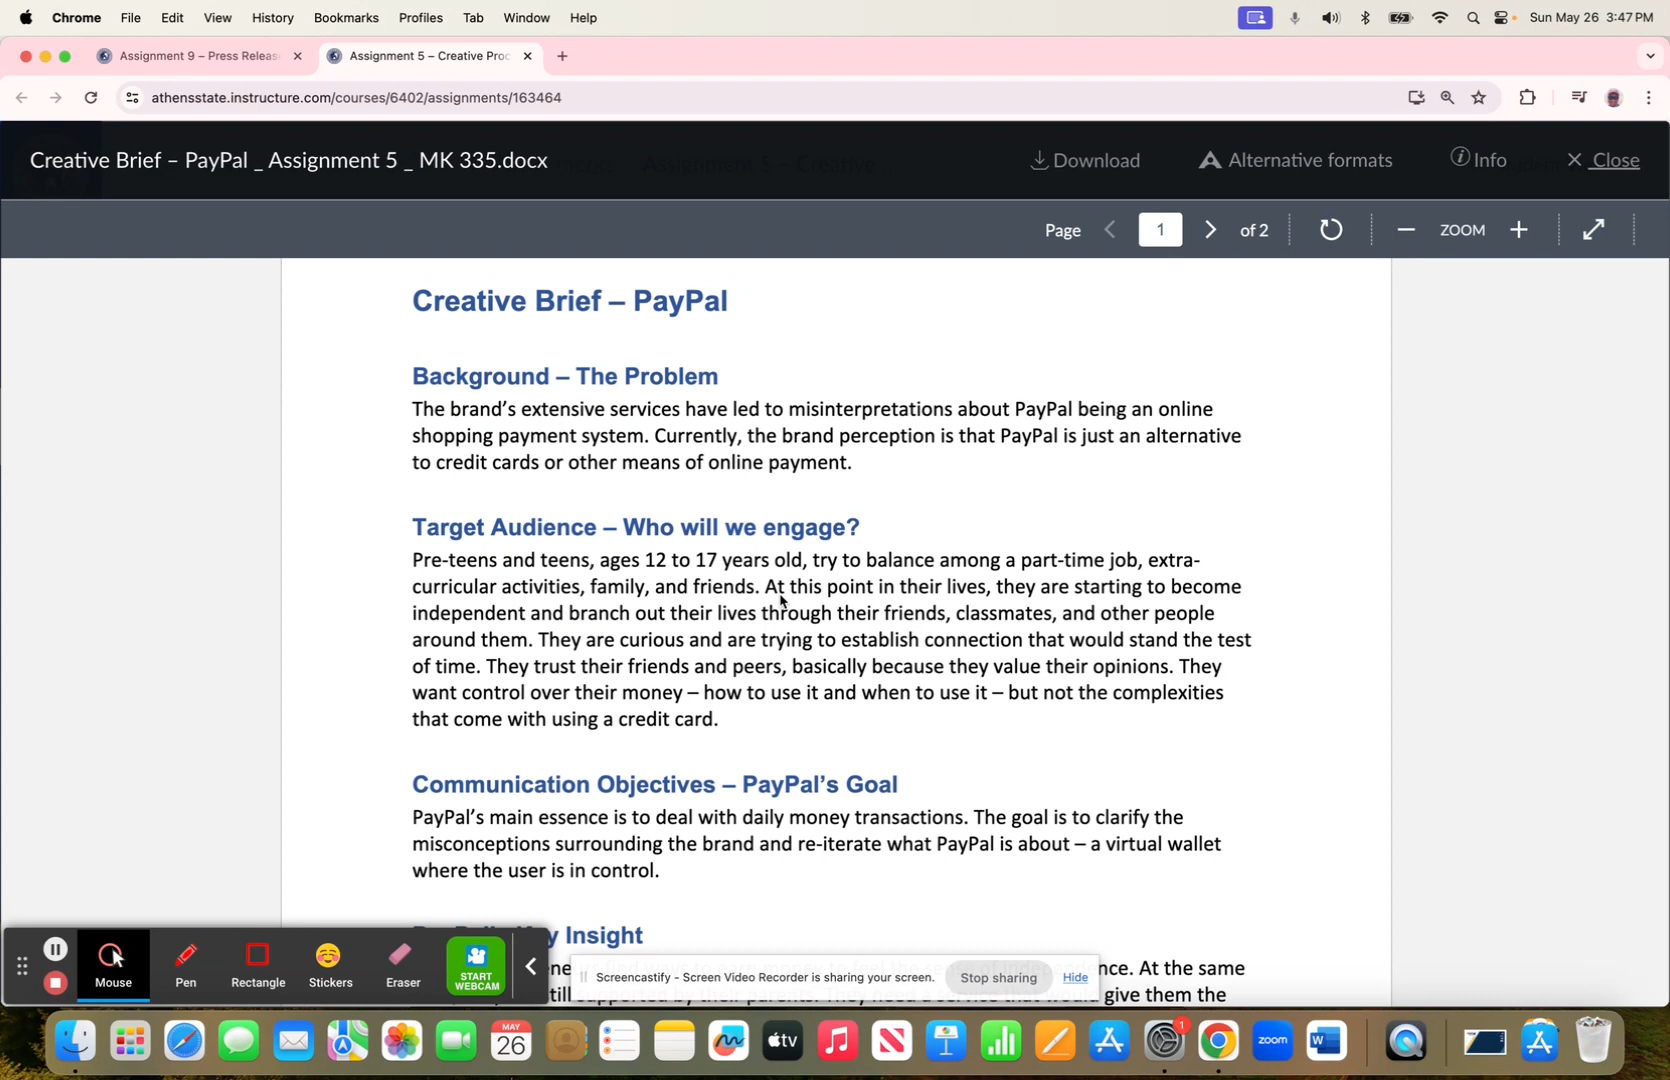 Chrome File Edit View History Bookmarks Profiles Tab Window Help Sun May 26 3:47 PM
Assignment 9 – Press Releas Assignment 5 – Creative Proc
athensstate.instructure.com/courses/6402/assignments/163464
Creative Brief – PayPal _ Assignment 5 _ MK 335.docx Download Alternative formats Info Close
Page 1 of 2 ZOOM
Creative Brief – PayPal
Background – The Problem
The brand’s extensive services have led to misinterpretations about PayPal being an online
shopping payment system. Currently, the brand perception is that PayPal is just an alternative
to credit cards or other means of online payment.
Target Audience – Who will we engage?
Pre-teens and teens, ages 12 to 17 years old, try to balance among a part-time job, extra-
curricular activities, family, and friends. At this point in their lives, they are starting to become
independent and branch out their lives through their friends, classmates, and other people
around them. They are curious and are trying to establish connection that would stand the test
of time. They trust their friends and peers, basically because they value their opinions. They
want control over their money – how to use it and when to use it – but not the complexities
that come with using a credit card.
Communication Objectives – PayPal’s Goal
PayPal’s main essence is to deal with daily money transactions. The goal is to clarify the
misconceptions surrounding the brand and re-iterate what PayPal is about – a virtual wallet
where the user is in control.
Insight
At the same
give them the
Mouse Pen Rectangle Stickers Eraser START WEBCAM
Screencastify - Screen Video Recorder is sharing your screen. Stop sharing Hide
MAY
26
tv
1
zoom
W